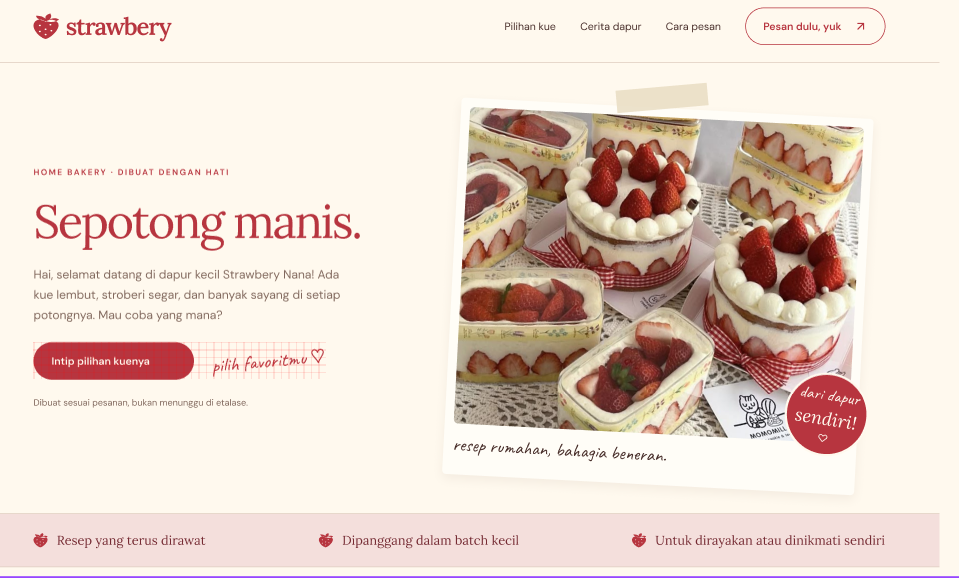 strawbery
Pilihan kue
Cerita dapur
Cara pesan
Pesan dulu, yuk
HOME BAKERY · DIBUAT DENGAN HATI
Sepotong manis.
Hai, selamat datang di dapur kecil Strawbery Nana! Ada
kue lembut, stroberi segar, dan banyak sayang di setiap
potongnya. Mau coba yang mana?
Intip pilihan kuenya
pilih favoritmu
Dibuat sesuai pesanan, bukan menunggu di etalase.
MOMOMILL
dari dapur
sendiri!
resep rumahan, bahagia beneran.
Resep yang terus dirawat
Dipanggang dalam batch kecil
Untuk dirayakan atau dinikmati sendiri